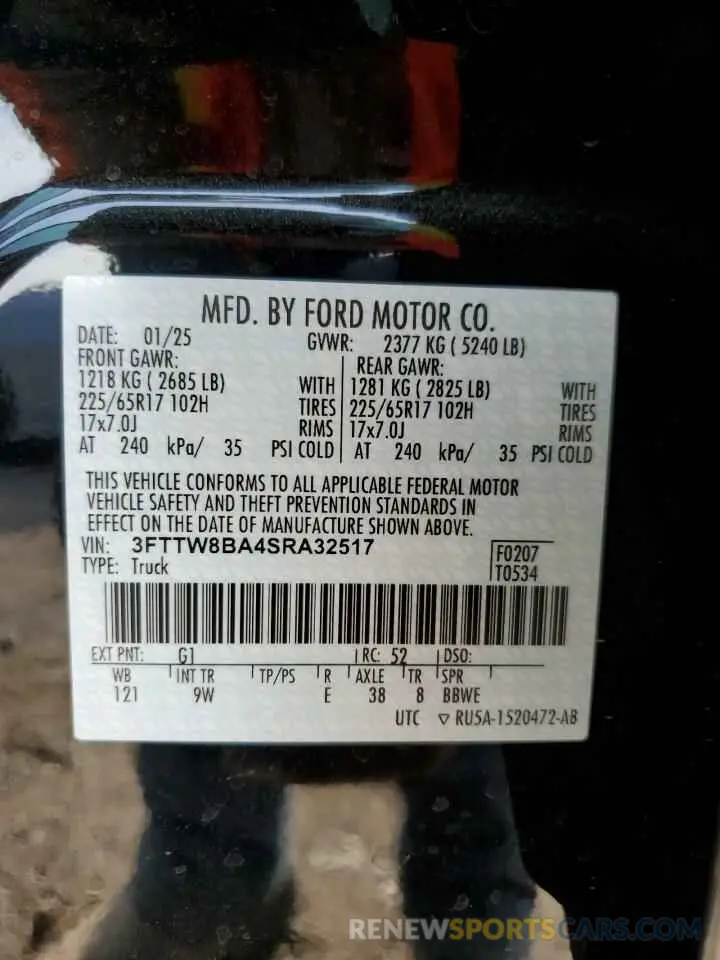 MFD. BY FORD MOTOR CO.
DATE: 01/25 GVWR: 2377 KG ( 5240 LB)
FRONT GAWR: REAR GAWR:
1218 KG ( 2685 LB) WITH 1281 KG ( 2825 LB) WITH
225/65R17 102H TIRES 225/65R17 102H TIRES
17x7.0J RIMS 17x7.0J RIMS
AT 240 kPa/ 35 PSI COLD AT 240 kPa/ 35 PSI COLD
THIS VEHICLE CONFORMS TO ALL APPLICABLE FEDERAL MOTOR
VEHICLE SAFETY AND THEFT PREVENTION STANDARDS IN
EFFECT ON THE DATE OF MANUFACTURE SHOWN ABOVE.
VIN: 3FTTW8BA4SRA32517 F0207
TYPE: Truck T0534
EXT PNT: G1 RC: 52 DSO:
WB INT TR TP/PS R AXLE TR SPR
121 9W E 38 8 BBWE
UTC ▽ RU5A-1520472-AB
RENEWSPORTSCARS.COM